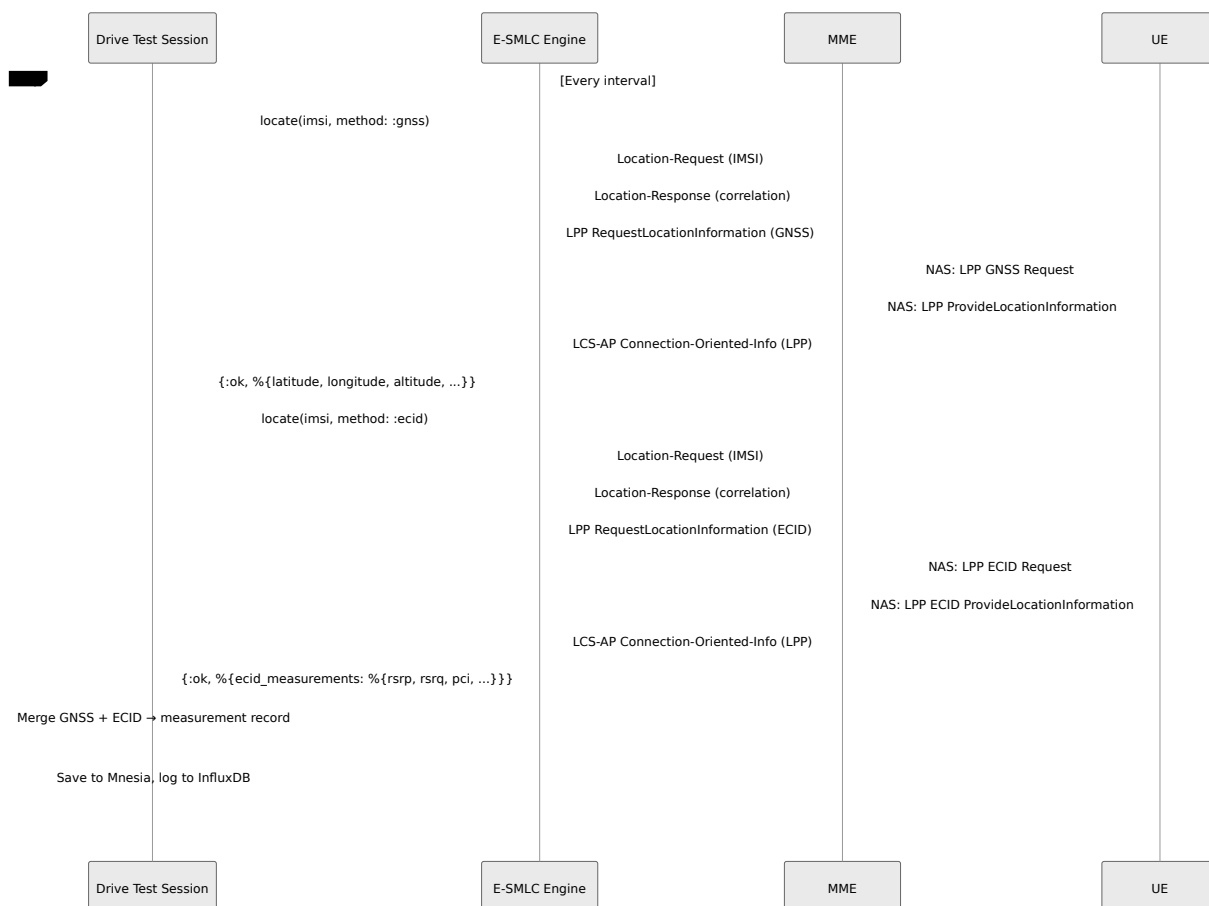 Drive Test Session
E-SMLC Engine
MME
UE
[Every interval]
locate(imsi, method: :gnss)
Location-Request (IMSI)
Location-Response (correlation)
LPP RequestLocationInformation (GNSS)
NAS: LPP GNSS Request
NAS: LPP ProvideLocationInformation
LCS-AP Connection-Oriented-Info (LPP)
{:ok, %{latitude, longitude, altitude, ...}}
locate(imsi, method: :ecid)
Location-Request (IMSI)
Location-Response (correlation)
LPP RequestLocationInformation (ECID)
NAS: LPP ECID Request
NAS: LPP ECID ProvideLocationInformation
LCS-AP Connection-Oriented-Info (LPP)
{:ok, %{ecid_measurements: %{rsrp, rsrq, pci, ...}}}
Merge GNSS + ECID → measurement record
Save to Mnesia, log to InfluxDB
Drive Test Session
E-SMLC Engine
MME
UE